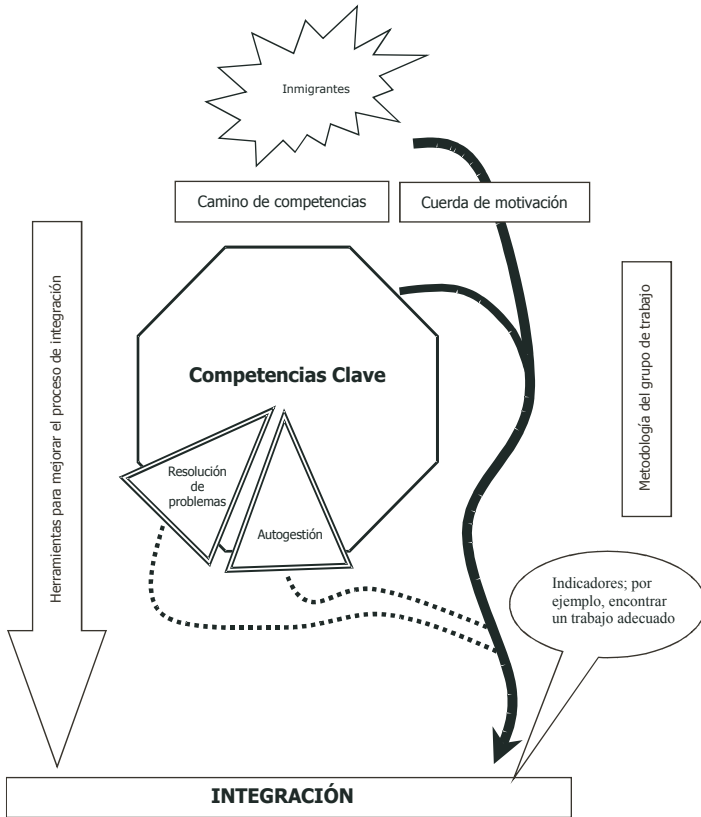 Inmigrantes
Camino de competencias
Cuerda de motivación
Herramientas para mejorar el proceso de integración
Metodología del grupo de trabajo
Competencias Clave
Resolución
de
problemas
Autogestión
Indicadores; por
ejemplo, encontrar
un trabajo adecuado
INTEGRACIÓN